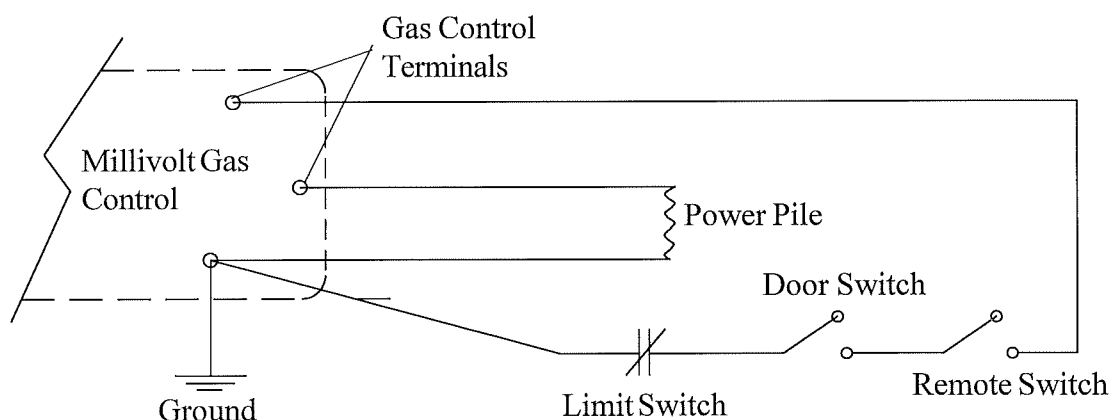 Gas Control
Terminals
Millivolt Gas
Control
Power Pile
Door Switch
Remote Switch
Limit Switch
Ground